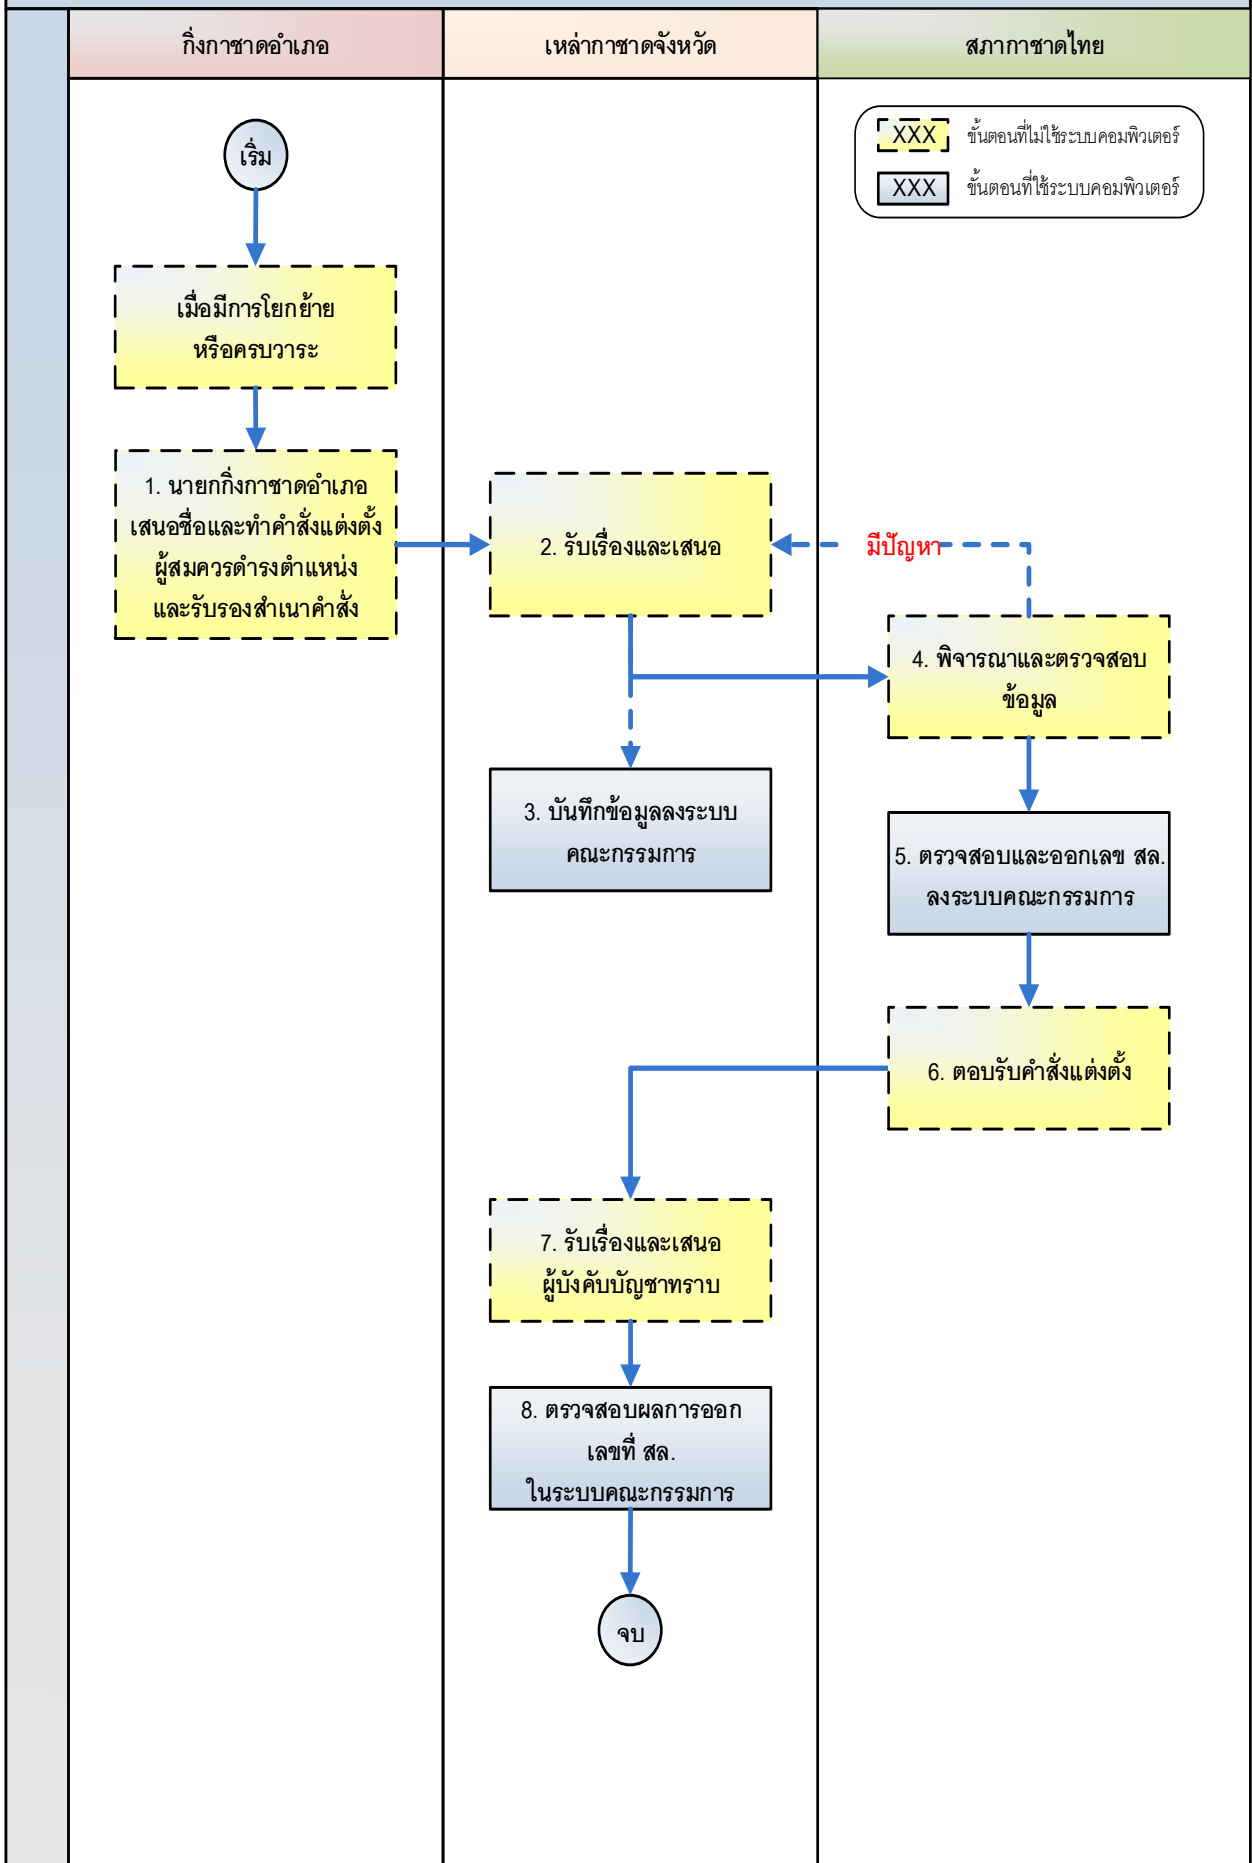 กิ่งกาชาดอำเภอ
เหล่ากาชาดจังหวัด
สภากาชาดไทย
XXX ขั้นตอนที่ไม่ใช้ระบบคอมพิวเตอร์
XXX ขั้นตอนที่ใช้ระบบคอมพิวเตอร์
เริ่ม
เมื่อมีการโยกย้าย
หรือครบวาระ
1. นายกกิ่งกาชาดอำเภอ
เสนอชื่อและทำคำสั่งแต่งตั้ง
ผู้สมควรดำรงตำแหน่ง
และรับรองสำเนาคำสั่ง
2. รับเรื่องและเสนอ
มีปัญหา
4. พิจารณาและตรวจสอบ
ข้อมูล
3. บันทึกข้อมูลลงระบบ
คณะกรรมการ
5. ตรวจสอบและออกเลข สล.
ลงระบบคณะกรรมการ
6. ตอบรับคำสั่งแต่งตั้ง
7. รับเรื่องและเสนอ
ผู้บังคับบัญชาทราบ
8. ตรวจสอบผลการออก
เลขที่ สล.
ในระบบคณะกรรมการ
จบ